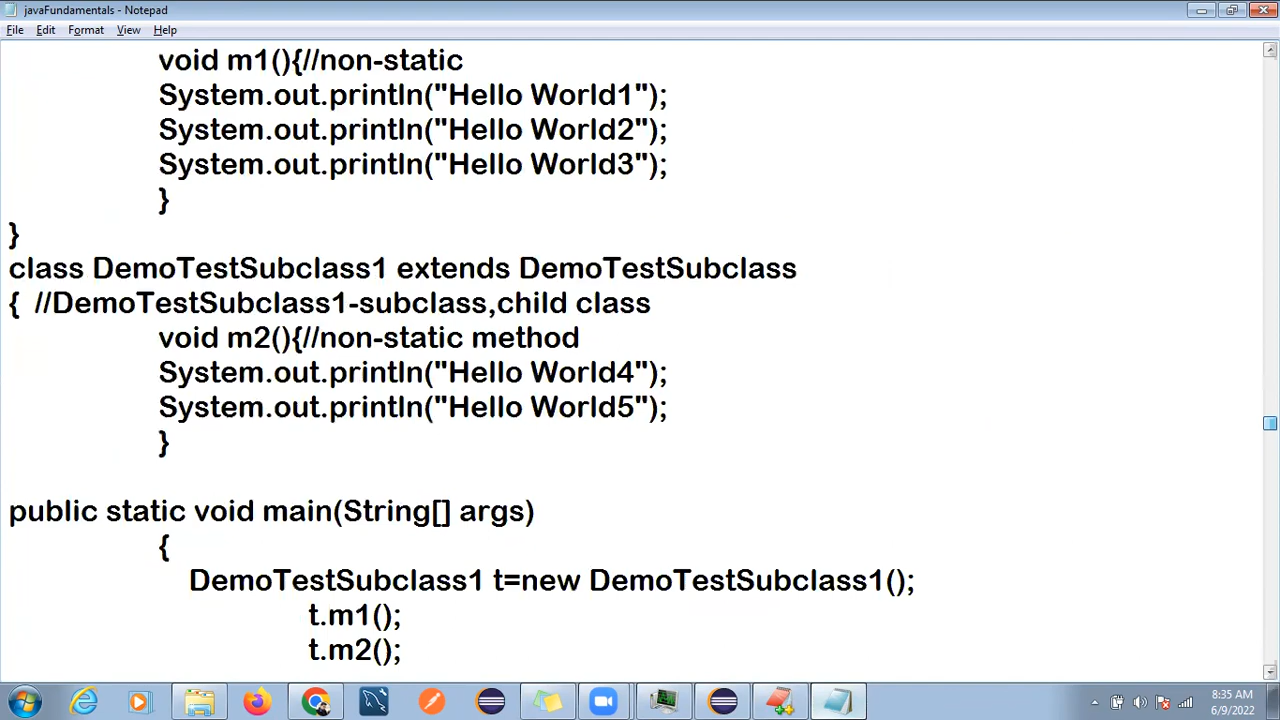 javaFundamentals - Notepad
File Edit Format View Help
void m1(){//non-static
System.out.println("Hello World1");
System.out.println("Hello World2");
System.out.println("Hello World3");
}
}
class DemoTestSubclass1 extends DemoTestSubclass
{ //DemoTestSubclass1-subclass,child class
void m2(){//non-static method
System.out.println("Hello World4");
System.out.println("Hello World5");
}
public static void main(String[] args)
{
DemoTestSubclass1 t=new DemoTestSubclass1();
t.m1();
t.m2();
8:35 AM
6/9/2022